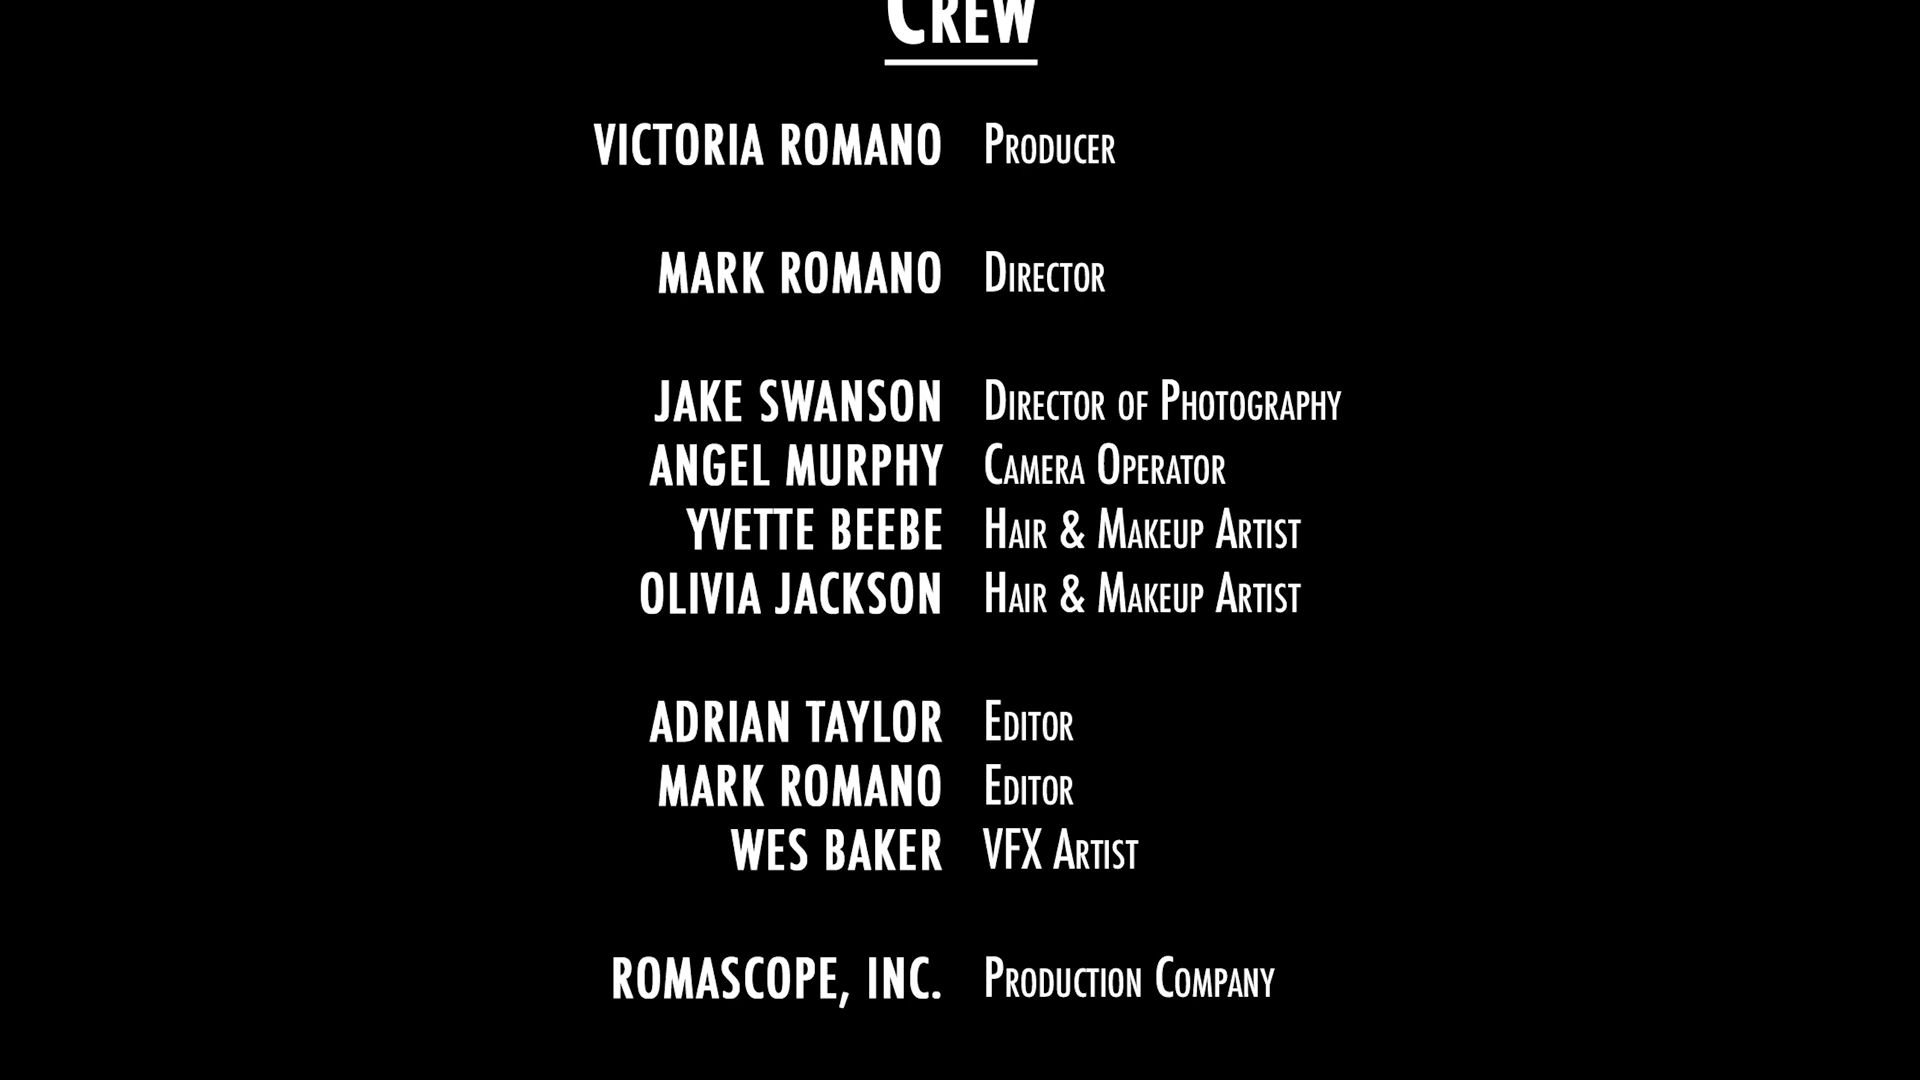 CREW
VICTORIA ROMANO PRODUCER
MARK ROMANO DIRECTOR
JAKE SWANSON DIRECTOR OF PHOTOGRAPHY
ANGEL MURPHY CAMERA OPERATOR
YVETTE BEEBE HAIR & MAKEUP ARTIST
OLIVIA JACKSON HAIR & MAKEUP ARTIST
ADRIAN TAYLOR EDITOR
MARK ROMANO EDITOR
WES BAKER VFX ARTIST
ROMASCOPE, INC. PRODUCTION COMPANY